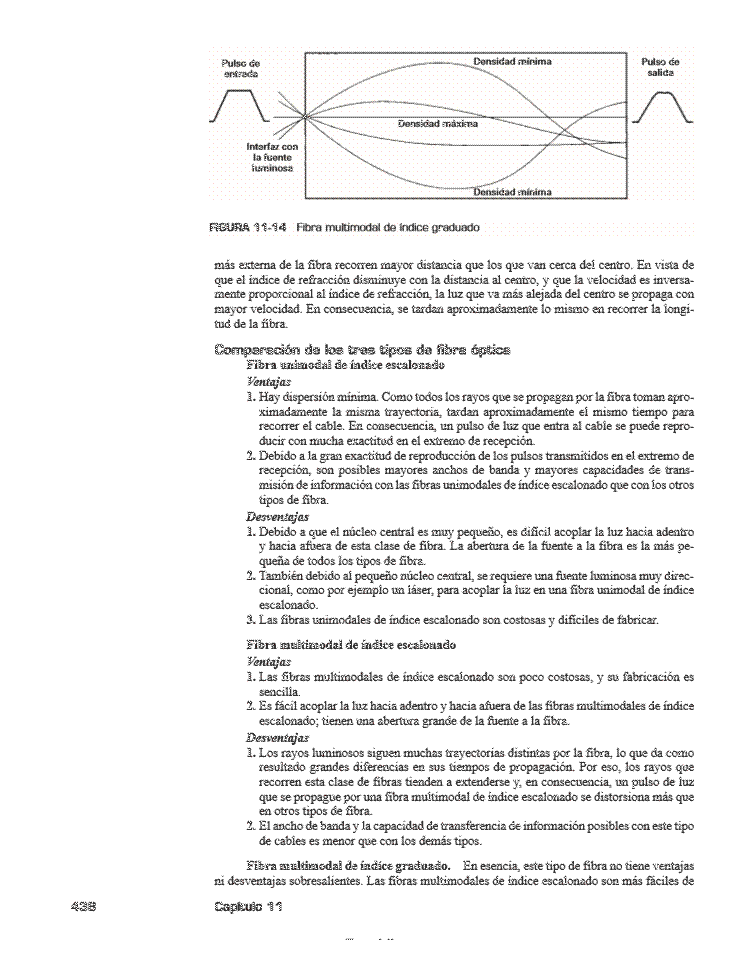 Pulso de
entrada
Densidad mínima
Pulso de
salida
Densidad máxima
Interfaz con
la fuente
luminosa
Densidad mínima
FIGURA 11-14 Fibra multimodal de índice graduado
más externa de la fibra recorren mayor distancia que los que van cerca del centro. En vista de
que el índice de refracción disminuye con la distancia al centro, y que la velocidad es inversa-
mente proporcional al índice de refracción, la luz que va más alejada del centro se propaga con
mayor velocidad. En consecuencia, se tardan aproximadamente lo mismo en recorrer la longi-
tud de la fibra.
Comparación de los tres tipos de fibra óptica
Fibra unimodal de índice escalonado
Ventajas
1. Hay dispersión mínima. Como todos los rayos que se propagan por la fibra toman apro-
ximadamente la misma trayectoria, tardan aproximadamente el mismo tiempo para
recorrer el cable. En consecuencia, un pulso de luz que entra al cable se puede repro-
ducir con mucha exactitud en el extremo de recepción.
2. Debido a la gran exactitud de reproducción de los pulsos transmitidos en el extremo de
recepción, son posibles mayores anchos de banda y mayores capacidades de trans-
misión de información con las fibras unimodales de índice escalonado que con los otros
tipos de fibra.
Desventajas
1. Debido a que el núcleo central es muy pequeño, es difícil acoplar la luz hacia adentro
y hacia afuera de esta clase de fibra. La abertura de la fuente a la fibra es la más pe-
queña de todos los tipos de fibra.
2. También debido al pequeño núcleo central, se requiere una fuente luminosa muy direc-
cional, como por ejemplo un láser, para acoplar la luz en una fibra unimodal de índice
escalonado.
3. Las fibras unimodales de índice escalonado son costosas y difíciles de fabricar.
Fibra multimodal de índice escalonado
Ventajas
1. Las fibras multimodales de índice escalonado son poco costosas, y su fabricación es
sencilla.
2. Es fácil acoplar la luz hacia adentro y hacia afuera de las fibras multimodales de índice
escalonado; tienen una abertura grande de la fuente a la fibra.
Desventajas
1. Los rayos luminosos siguen muchas trayectorias distintas por la fibra, lo que da como
resultado grandes diferencias en sus tiempos de propagación. Por eso, los rayos que
recorren esta clase de fibras tienden a extenderse y, en consecuencia, un pulso de luz
que se propague por una fibra multimodal de índice escalonado se distorsiona más que
en otros tipos de fibra.
2. El ancho de banda y la capacidad de transferencia de información posibles con este tipo
de cables es menor que con los demás tipos.
Fibra multimodal de índice graduado. En esencia, este tipo de fibra no tiene ventajas
ni desventajas sobresalientes. Las fibras multimodales de índice escalonado son más fáciles de
438 Capítulo 11